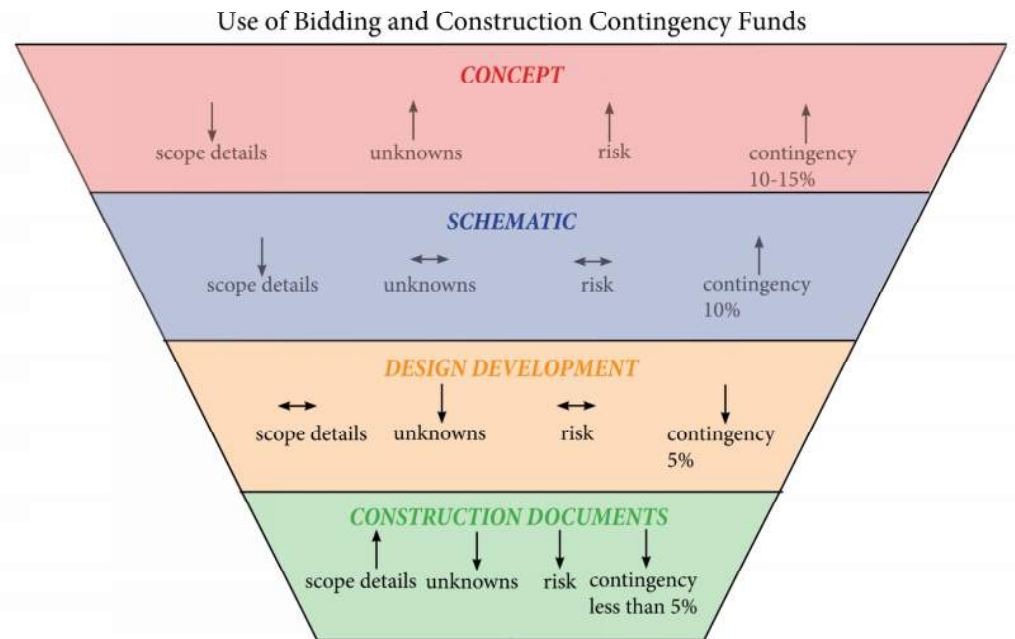 Use of Bidding and Construction Contingency Funds
CONCEPT
scope details unknowns risk contingency
10-15%
SCHEMATIC
scope details unknowns risk contingency
10%
DESIGN DEVELOPMENT
scope details unknowns risk contingency
5%
CONSTRUCTION DOCUMENTS
scope details unknowns risk contingency
less than 5%